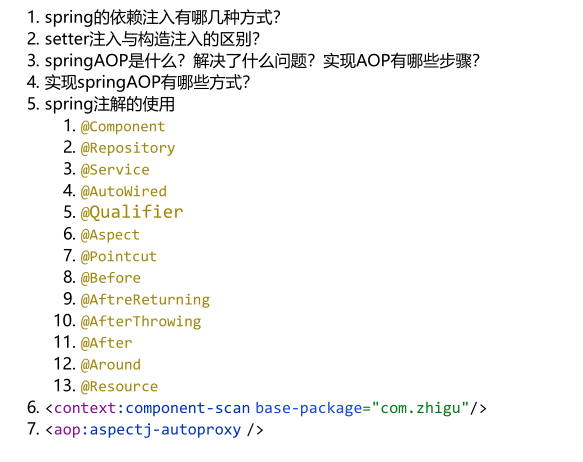 1. spring的依赖注入有哪几种方式？
2. setter注入与构造注入的区别？
3. springAOP是什么？解决了什么问题？实现AOP有哪些步骤？
4. 实现springAOP有哪些方式？
5. spring注解的使用
1. @Component
2. @Repository
3. @Service
4. @AutoWired
5. @Qualifier
6. @Aspect
7. @Pointcut
8. @Before
9. @AftreReturning
10. @AfterThrowing
11. @After
12. @Around
13. @Resource
6. <context:component-scan base-package="com.zhigu"/>
7. <aop:aspectj-autoproxy />